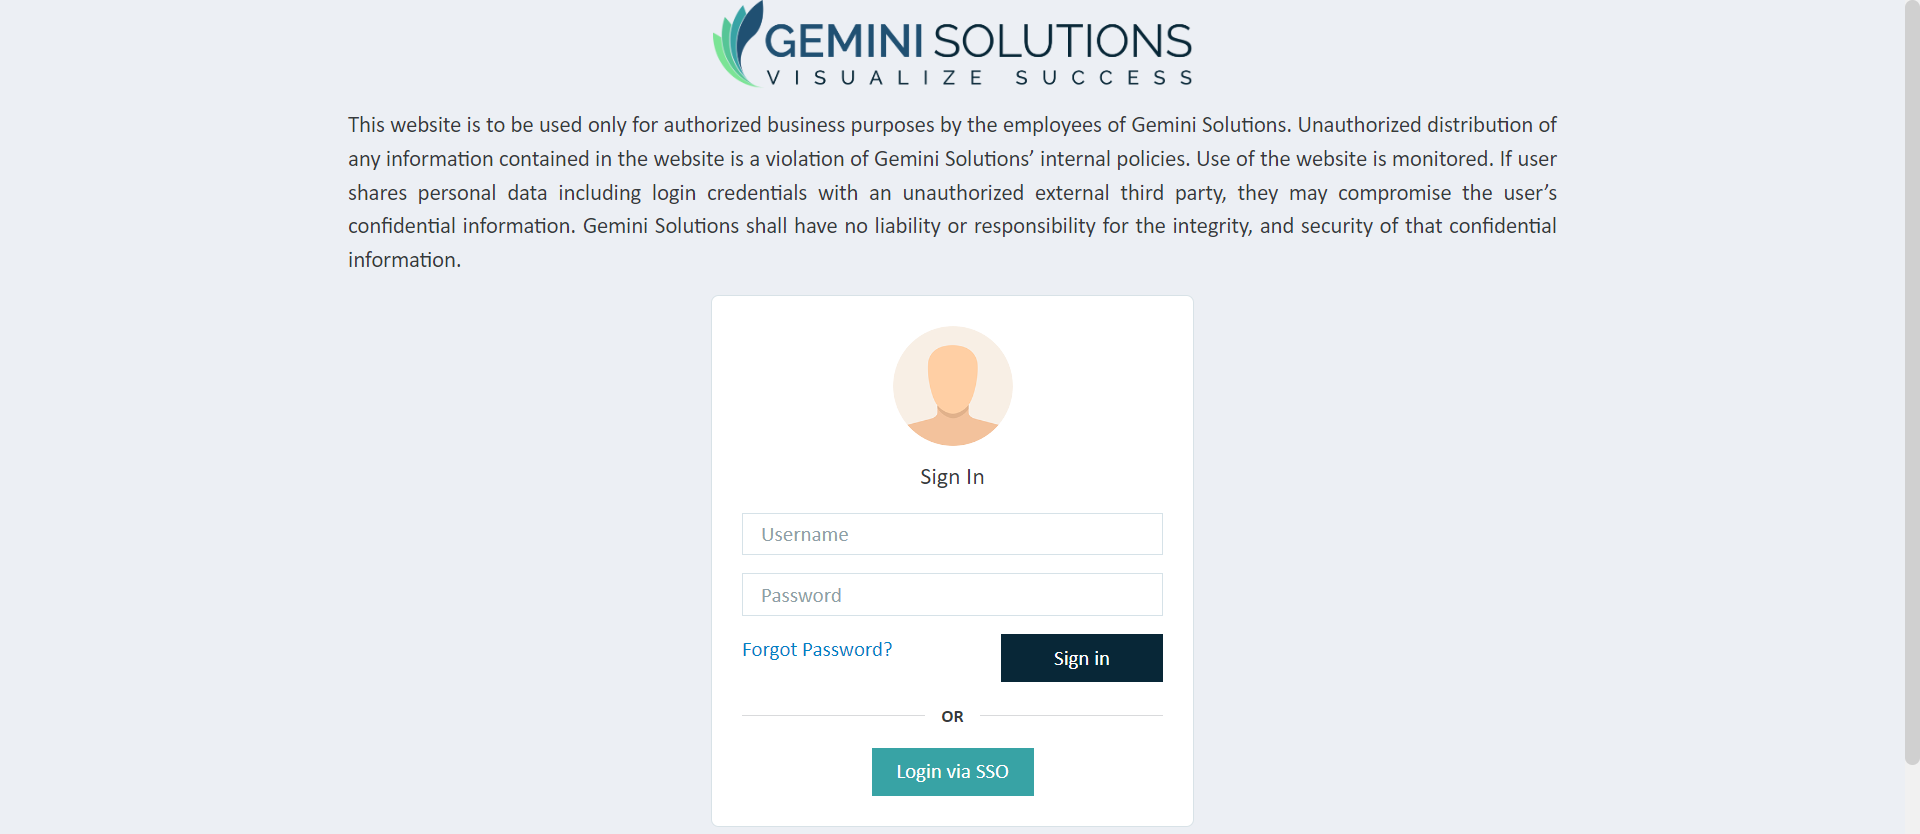 GEMINI SOLUTIONS
VISUALIZE SUCCESS
This website is to be used only for authorized business purposes by the employees of Gemini Solutions. Unauthorized distribution of
any information contained in the website is a violation of Gemini Solutions’ internal policies. Use of the website is monitored. If user
shares personal data including login credentials with an unauthorized external third party, they may compromise the user’s
confidential information. Gemini Solutions shall have no liability or responsibility for the integrity, and security of that confidential
information.
Sign In
Username
Password
Forgot Password?
Sign in
OR
Login via SSO